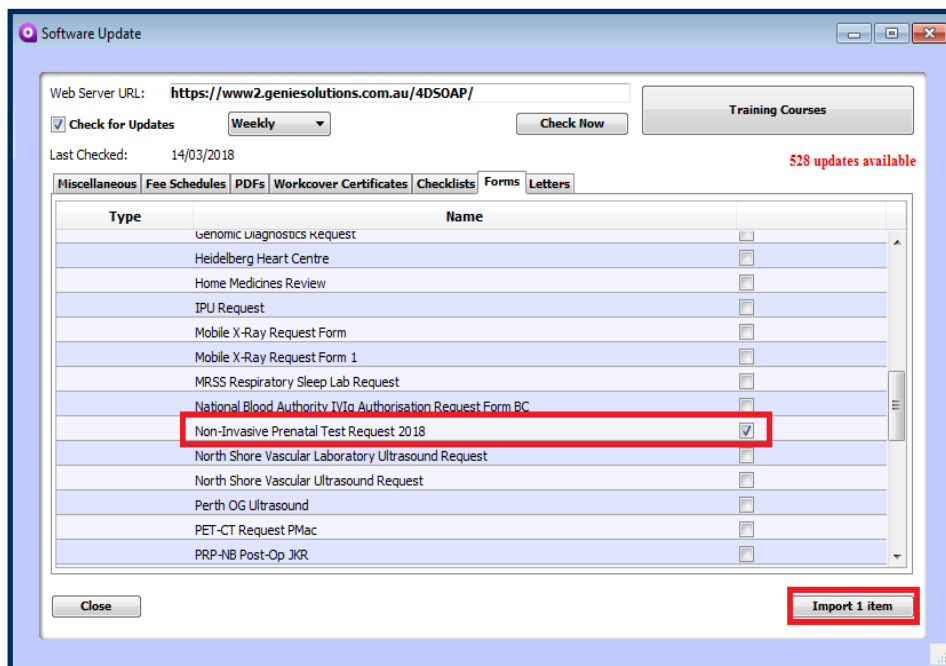 Software Update
Web Server URL: https://www2.geniesolutions.com.au/4DSOAP/
Training Courses
Check for Updates Weekly Check Now
Last Checked: 14/03/2018
528 updates available
Miscellaneous Fee Schedules PDFs Workcover Certificates Checklists Forms Letters
Type Name
Genomic Diagnostics Request
Heidelberg Heart Centre
Home Medicines Review
IPU Request
Mobile X-Ray Request Form
Mobile X-Ray Request Form 1
MRSS Respiratory Sleep Lab Request
National Blood Authority IVIg Authorisation Request Form BC
Non-Invasive Prenatal Test Request 2018
North Shore Vascular Laboratory Ultrasound Request
North Shore Vascular Ultrasound Request
Perth OG Ultrasound
PET-CT Request PMac
PRP-NB Post-Op JKR
Close Import 1 item